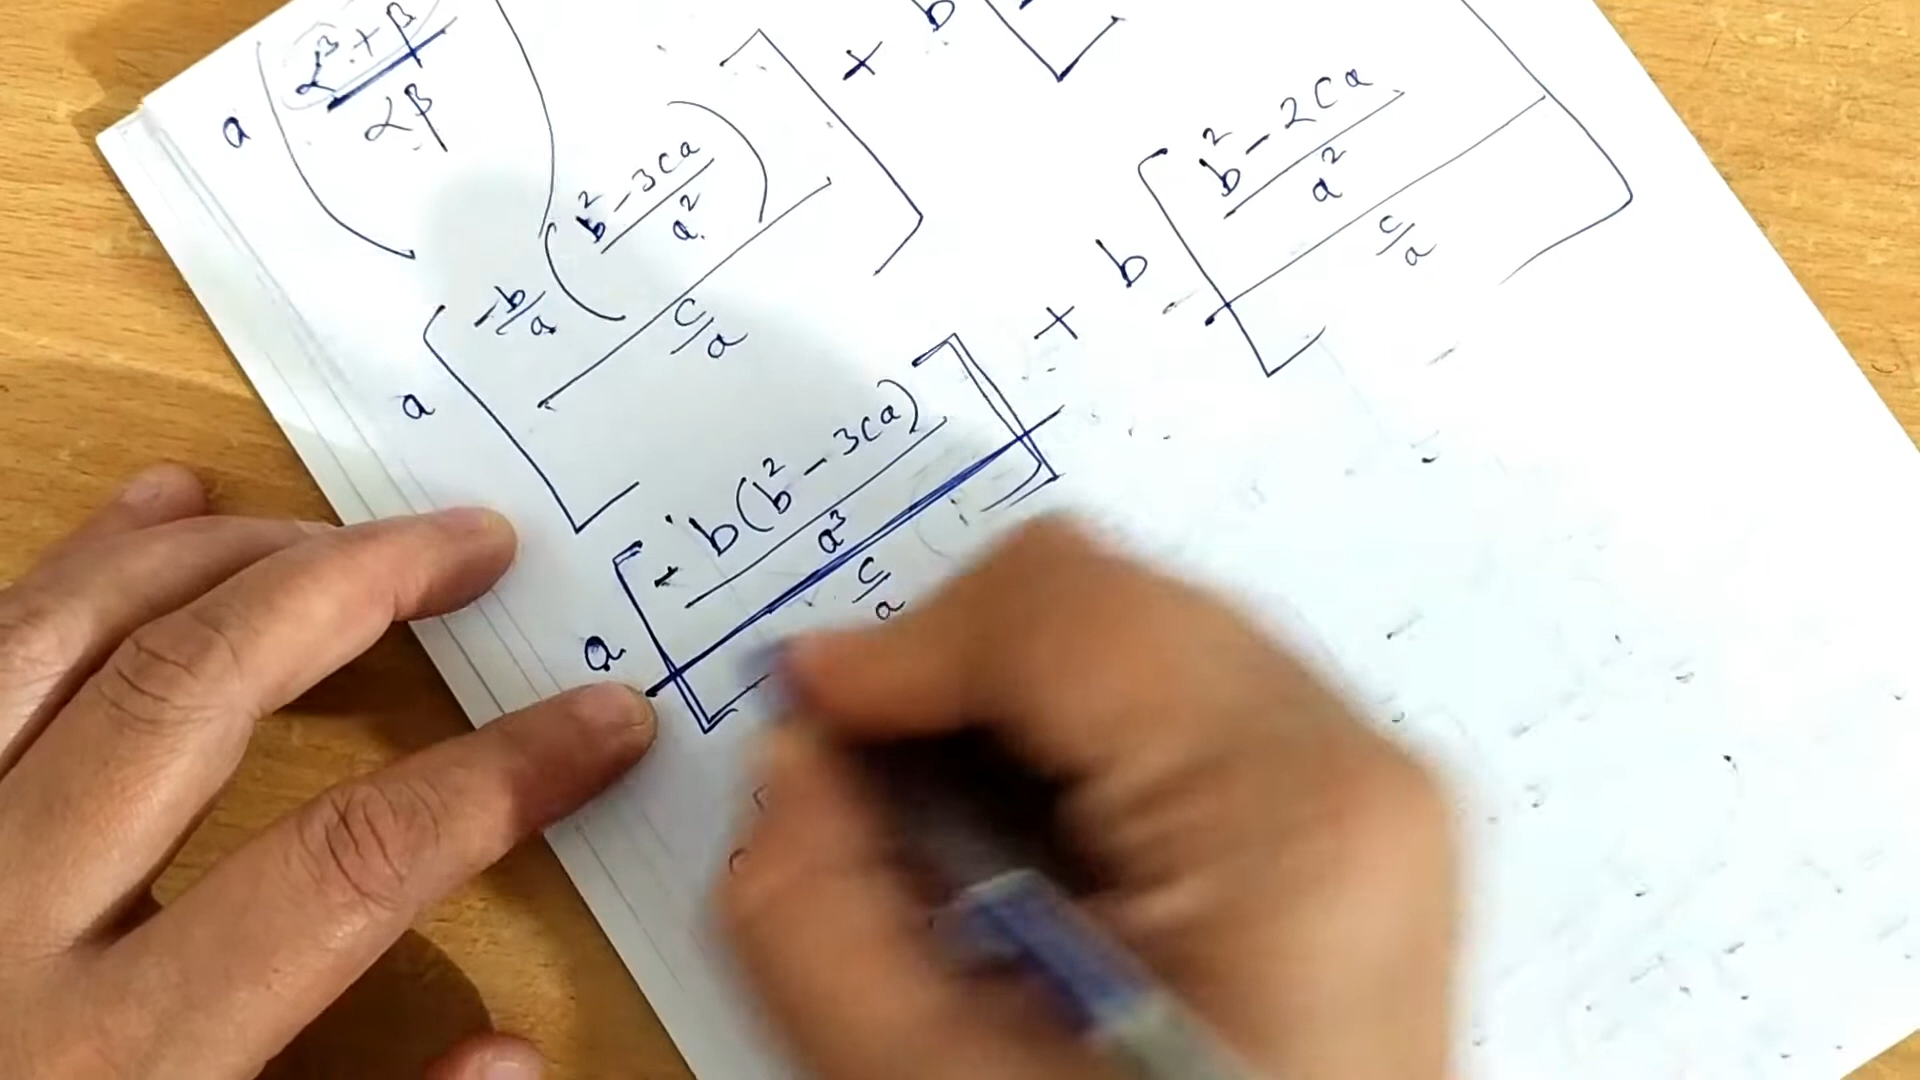 a ( α³ + β / αβ ) + b [
a [ -b/a ( b² - 3ca / a² ) / c/a ] + b [ b² - 2ca / a² / c/a ]
a [ - b(b² - 3ca) / a³ / c/a ]